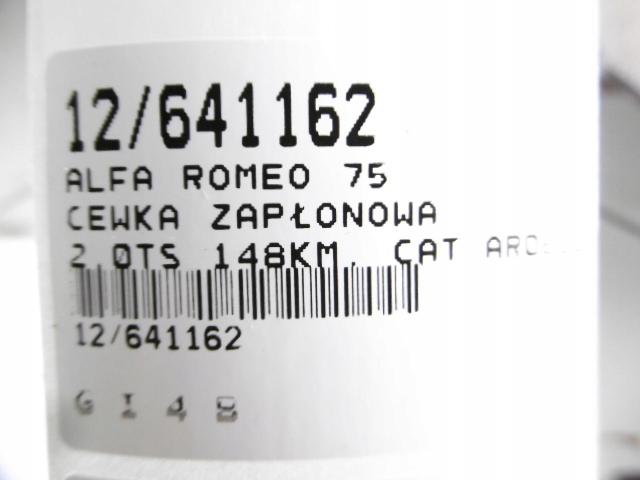 12/641162
ALFA ROMEO 75
CEWKA ZAPŁONOWA
2.0TS 148KM, CAT
12/641162
G I 4 8